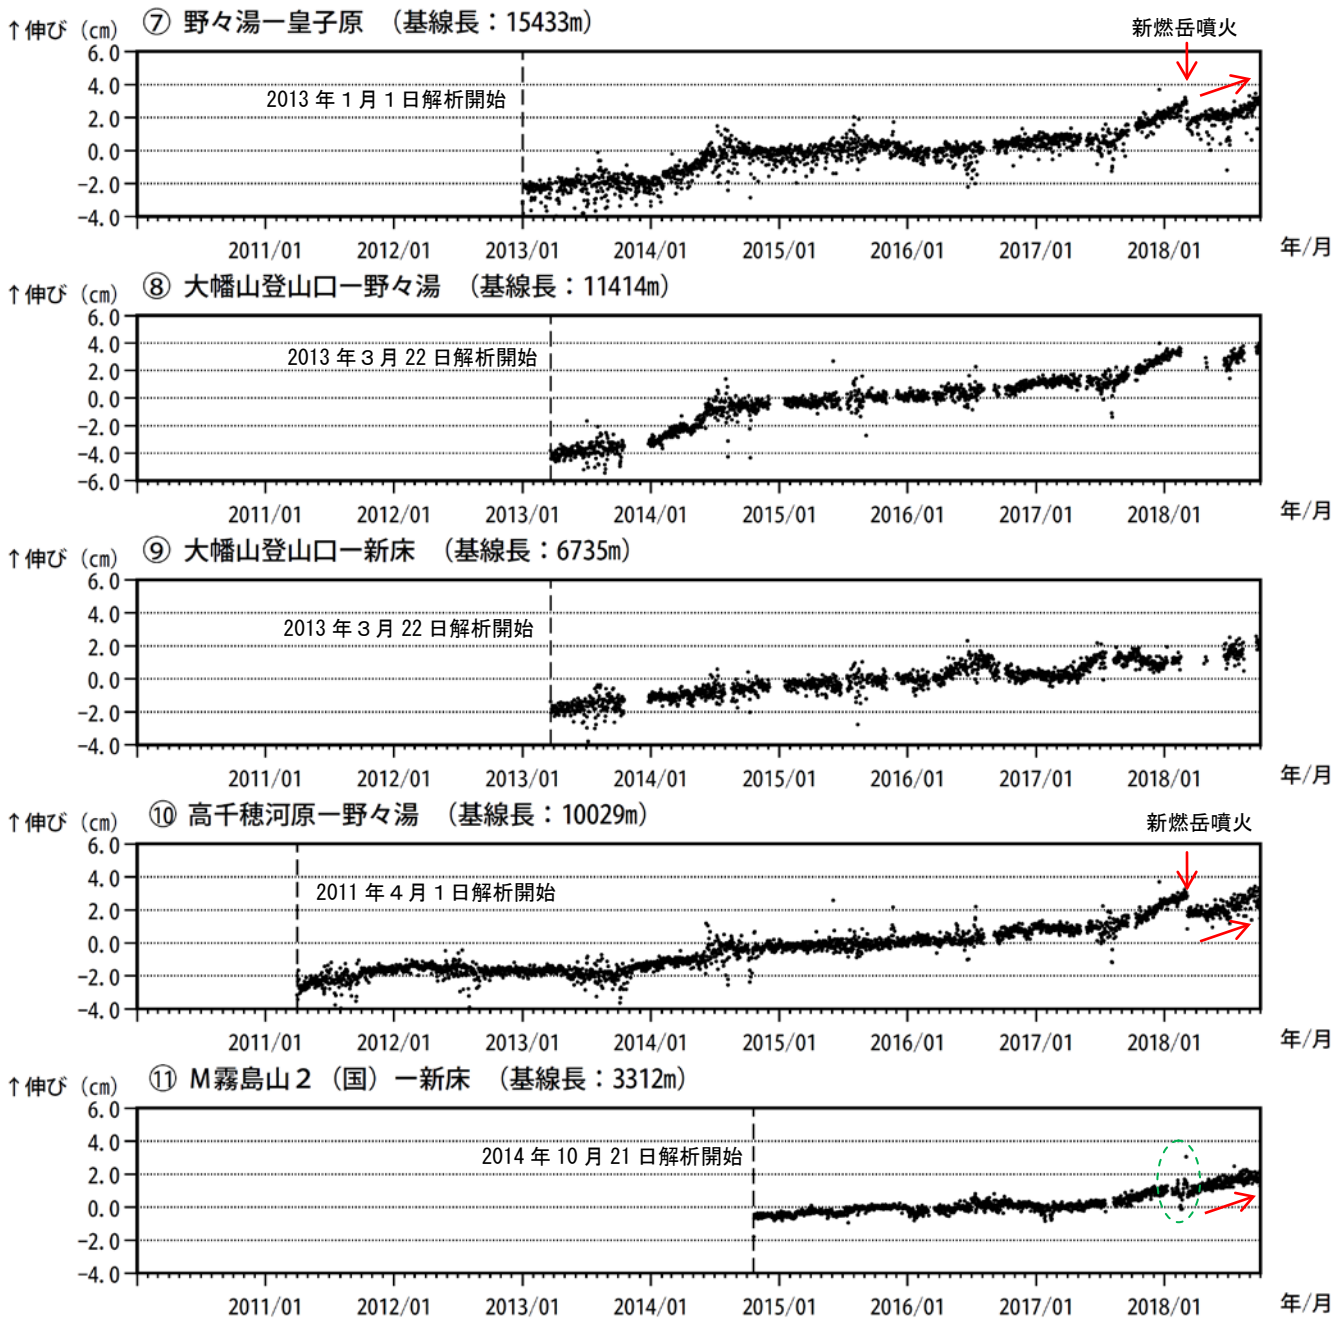 ↑伸び (㎝) ⑦ 野々湯ー皇子原 (基線長：15433m)
新燃岳噴火
6.0
4.0
2.0
0.0
-2.0
-4.0
2013 年 1 月 1 日解析開始
2011/01 2012/01 2013/01 2014/01 2015/01 2016/01 2017/01 2018/01 年/月
↑伸び (㎝) ⑧ 大幡山登山口ー野々湯 (基線長：11414m)
6.0
4.0
2.0
0.0
-2.0
-4.0
-6.0
2013 年 3 月 22 日解析開始
2011/01 2012/01 2013/01 2014/01 2015/01 2016/01 2017/01 2018/01 年/月
↑伸び (㎝) ⑨ 大幡山登山口ー新床 (基線長：6735m)
6.0
4.0
2.0
0.0
-2.0
-4.0
2013 年 3 月 22 日解析開始
2011/01 2012/01 2013/01 2014/01 2015/01 2016/01 2017/01 2018/01 年/月
↑伸び (㎝) ⑩ 高千穂河原ー野々湯 (基線長：10029m)
新燃岳噴火
6.0
4.0
2.0
0.0
-2.0
-4.0
2011 年 4 月 1 日解析開始
2011/01 2012/01 2013/01 2014/01 2015/01 2016/01 2017/01 2018/01 年/月
↑伸び (㎝) ⑪ M霧島山2 (国) ー新床 (基線長：3312m)
6.0
4.0
2.0
0.0
-2.0
-4.0
2014 年 10 月 21 日解析開始
2011/01 2012/01 2013/01 2014/01 2015/01 2016/01 2017/01 2018/01 年/月